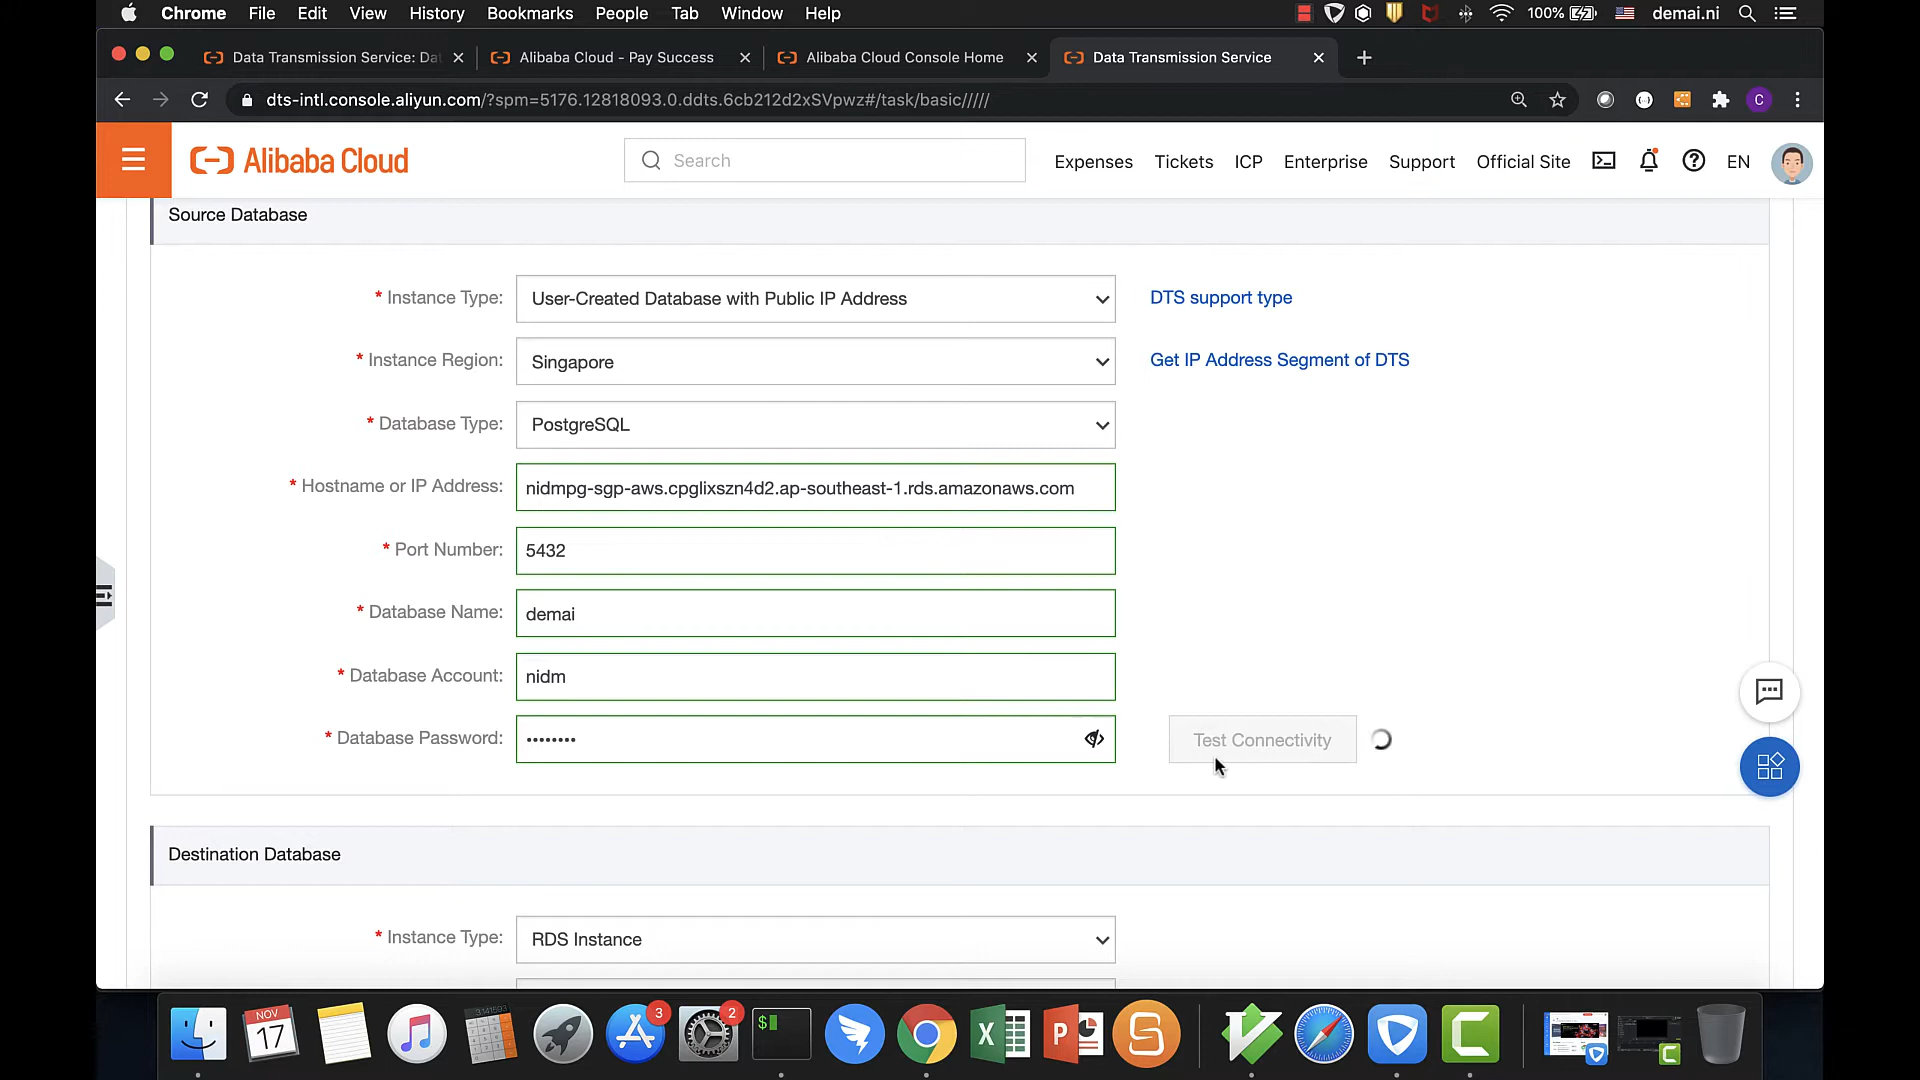 Chrome File Edit View History Bookmarks People Tab Window Help 100% demai.ni
Data Transmission Service: Dat Alibaba Cloud - Pay Success Alibaba Cloud Console Home Data Transmission Service
dts-intl.console.aliyun.com/?spm=5176.12818093.0.ddts.6cb212d2xSVpwz#/task/basic/////
C
Alibaba Cloud Search Expenses Tickets ICP Enterprise Support Official Site EN
Source Database
* Instance Type: User-Created Database with Public IP Address DTS support type
* Instance Region: Singapore Get IP Address Segment of DTS
* Database Type: PostgreSQL
* Hostname or IP Address: nidmpg-sgp-aws.cpglixszn4d2.ap-southeast-1.rds.amazonaws.com
* Port Number: 5432
* Database Name: demai
* Database Account: nidm
* Database Password: •••••••• Test Connectivity
Destination Database
* Instance Type: RDS Instance
NOV
17
3.141593
3
2
$
X
P
S
C